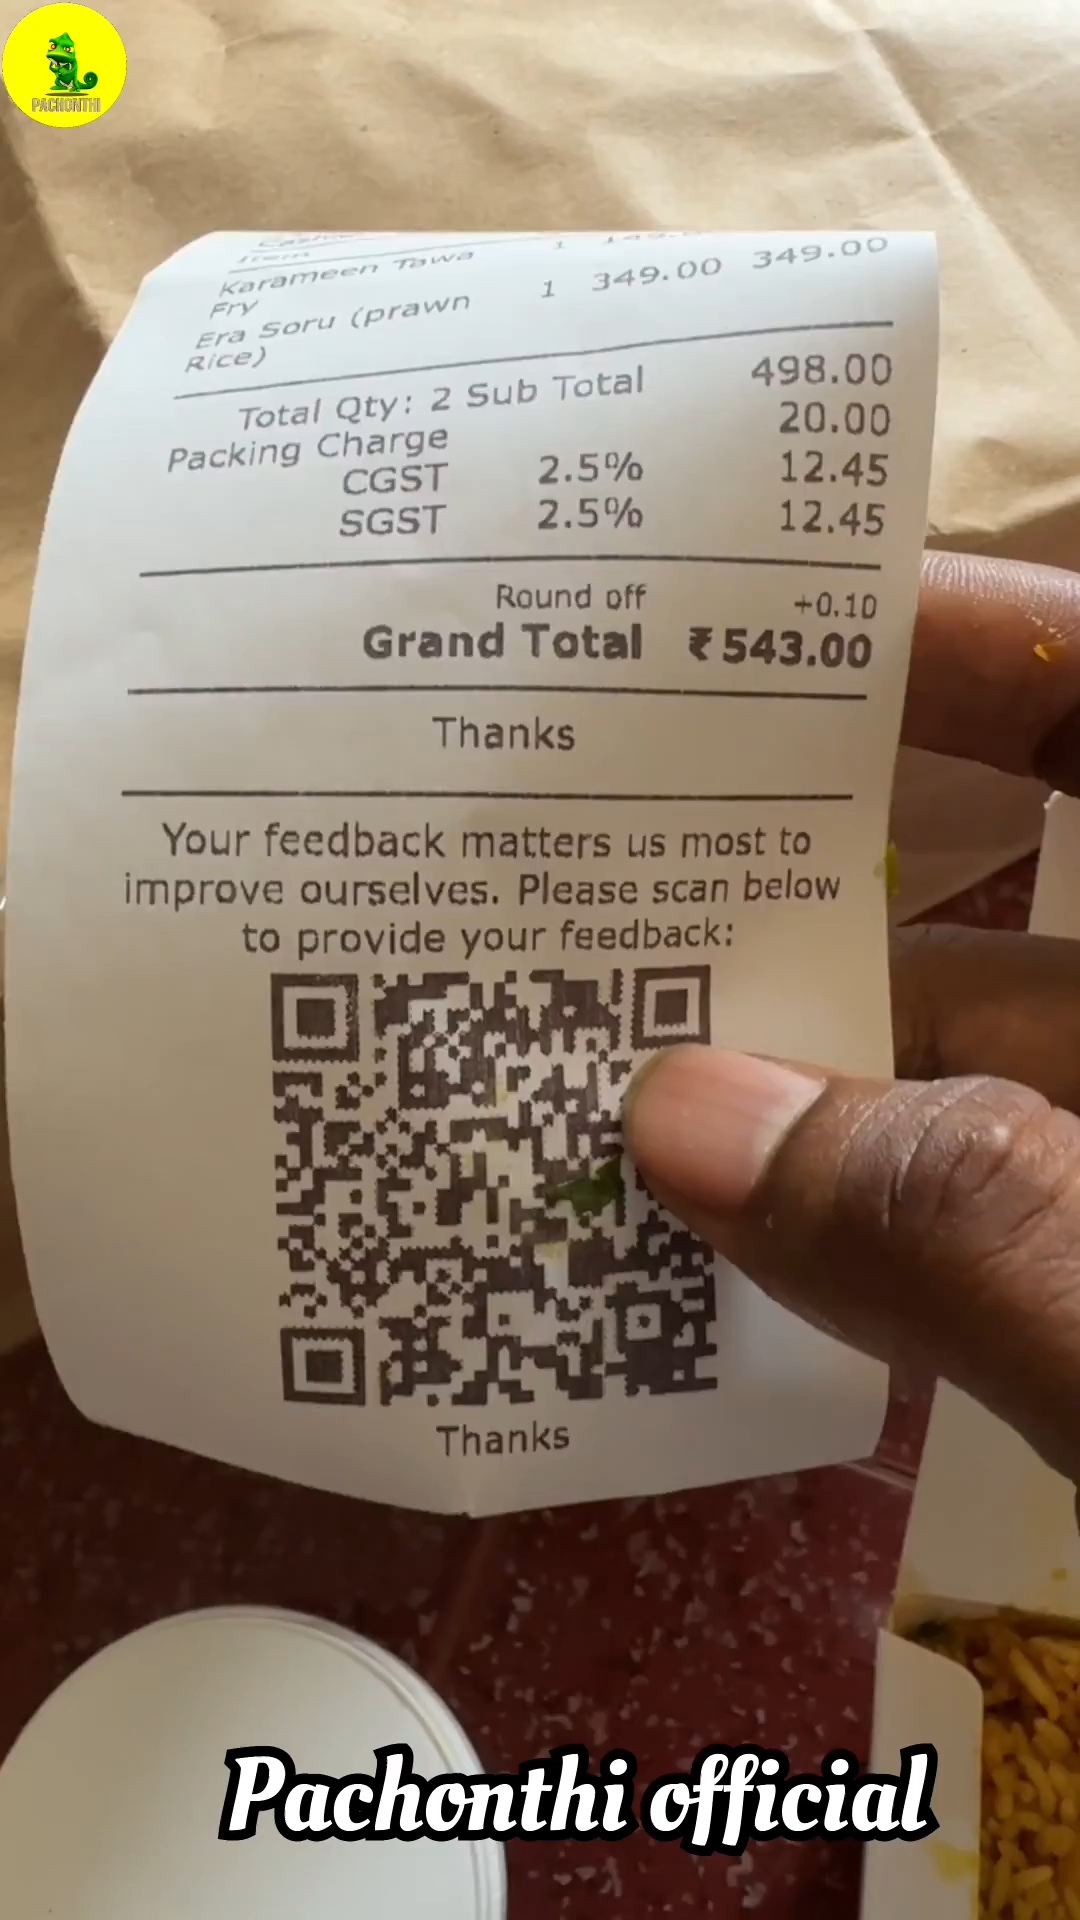 PACHONTHI
Item
Karameen Tawa 1
Fry
Era Soru (prawn 1 349.00 349.00
Rice)
Total Qty: 2 Sub Total 498.00
Packing Charge 20.00
CGST 2.5% 12.45
SGST 2.5% 12.45
Round off +0.10
Grand Total ₹543.00
Thanks
Your feedback matters us most to
improve ourselves. Please scan below
to provide your feedback:
Thanks
Pachonthi official